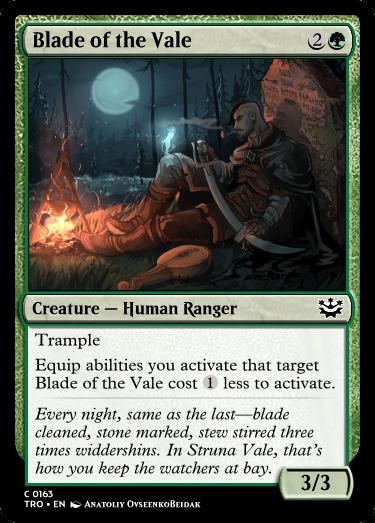 Blade of the Vale 2
Creature — Human Ranger
Trample
Equip abilities you activate that target
Blade of the Vale cost 1 less to activate.
Every night, same as the last—blade
cleaned, stone marked, stew stirred three
times widdershins. In Struna Vale, that's
how you keep the watchers at bay.
3/3
C 0163
TRO • EN Anatoliy OvseenkoBeidak